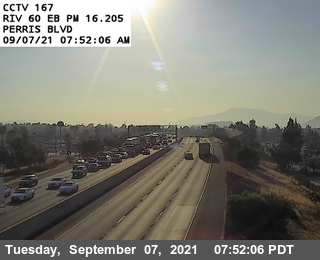 CCTV 167
RIV 60 EB PM 16.205
PERRIS BLVD
09/07/21 07:52:06 AM
Tuesday, September 07, 2021 07:52:06 PDT